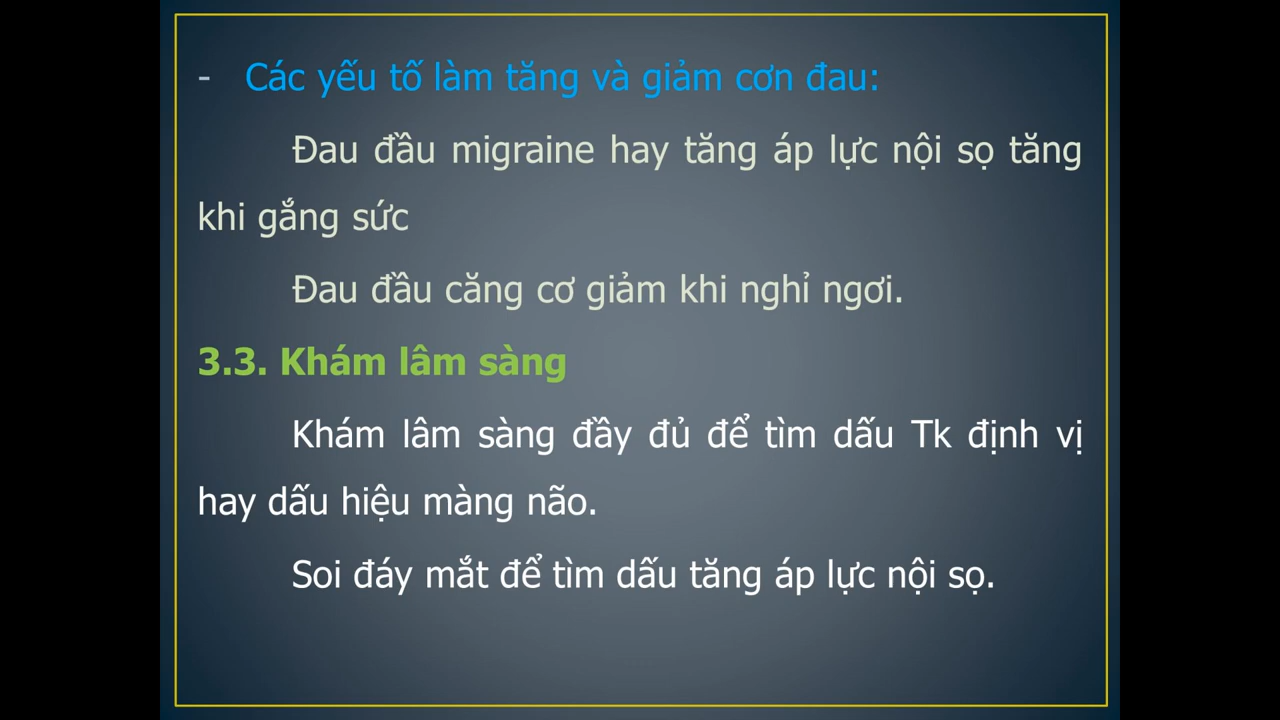 - Các yếu tố làm tăng và giảm cơn đau:
Đau đầu migraine hay tăng áp lực nội sọ tăng
khi gắng sức
Đau đầu căng cơ giảm khi nghỉ ngơi.
3.3. Khám lâm sàng
Khám lâm sàng đầy đủ để tìm dấu Tk định vị
hay dấu hiệu màng não.
Soi đáy mắt để tìm dấu tăng áp lực nội sọ.